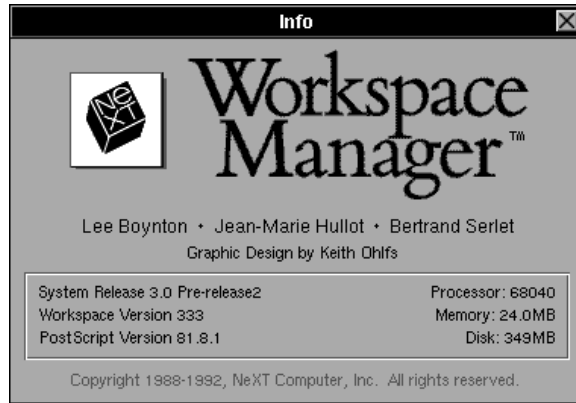 Info
NeXT
Workspace
Manager™
Lee Boynton • Jean-Marie Hullot • Bertrand Serlet
Graphic Design by Keith Ohlfs
System Release 3.0 Pre-release2
Processor: 68040
Workspace Version 333
Memory: 24.0MB
PostScript Version 81.8.1
Disk: 349MB
Copyright 1988-1992, NeXT Computer, Inc. All rights reserved.